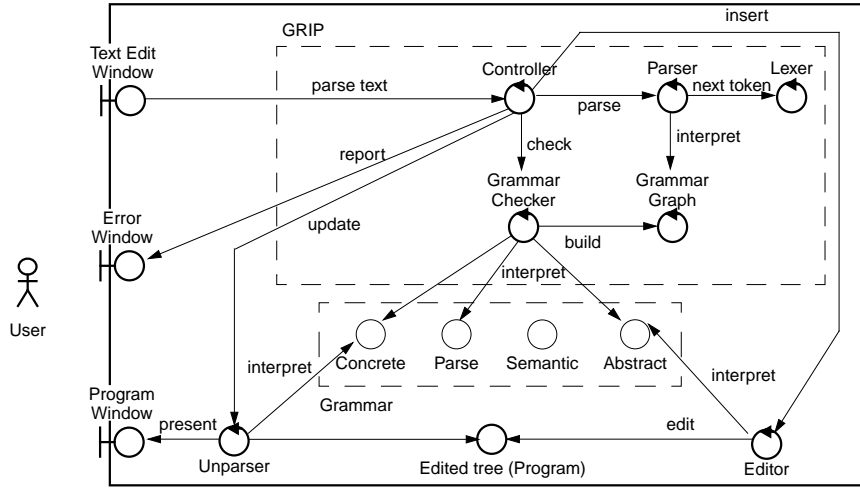 insert
GRIP
Text Edit
Window
Controller
Parser
Lexer
parse text
parse
next token
check
interpret
report
Grammar
Checker
Grammar
Graph
Error
Window
update
build
interpret
User
interpret
Concrete
Parse
Semantic
Abstract
interpret
Program
Window
Grammar
present
edit
Unparser
Edited tree (Program)
Editor